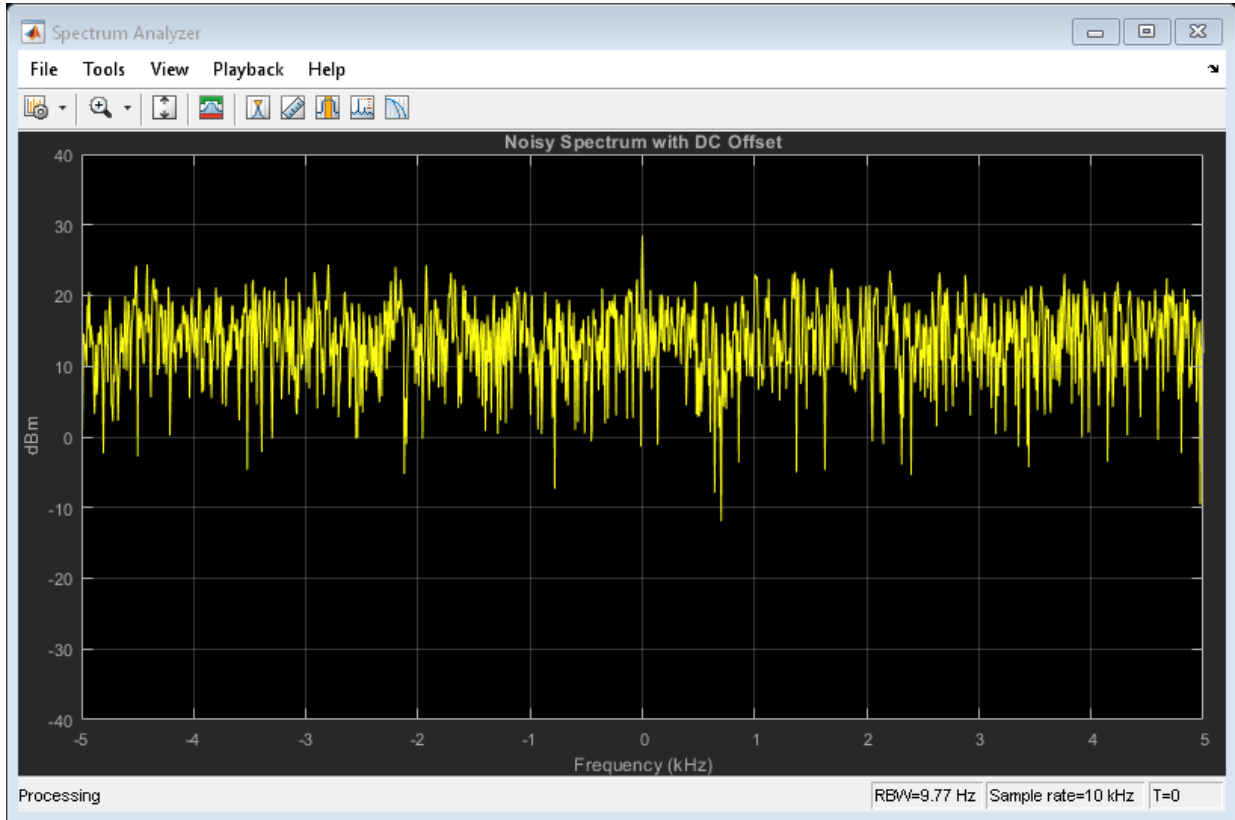 Spectrum Analyzer
File Tools View Playback Help
Noisy Spectrum with DC Offset
40
30
20
10
0
-10
-20
-30
-40
dBm
-5 -4 -3 -2 -1 0 1 2 3 4 5
Frequency (kHz)
Processing RBW=9.77 Hz Sample rate=10 kHz T=0